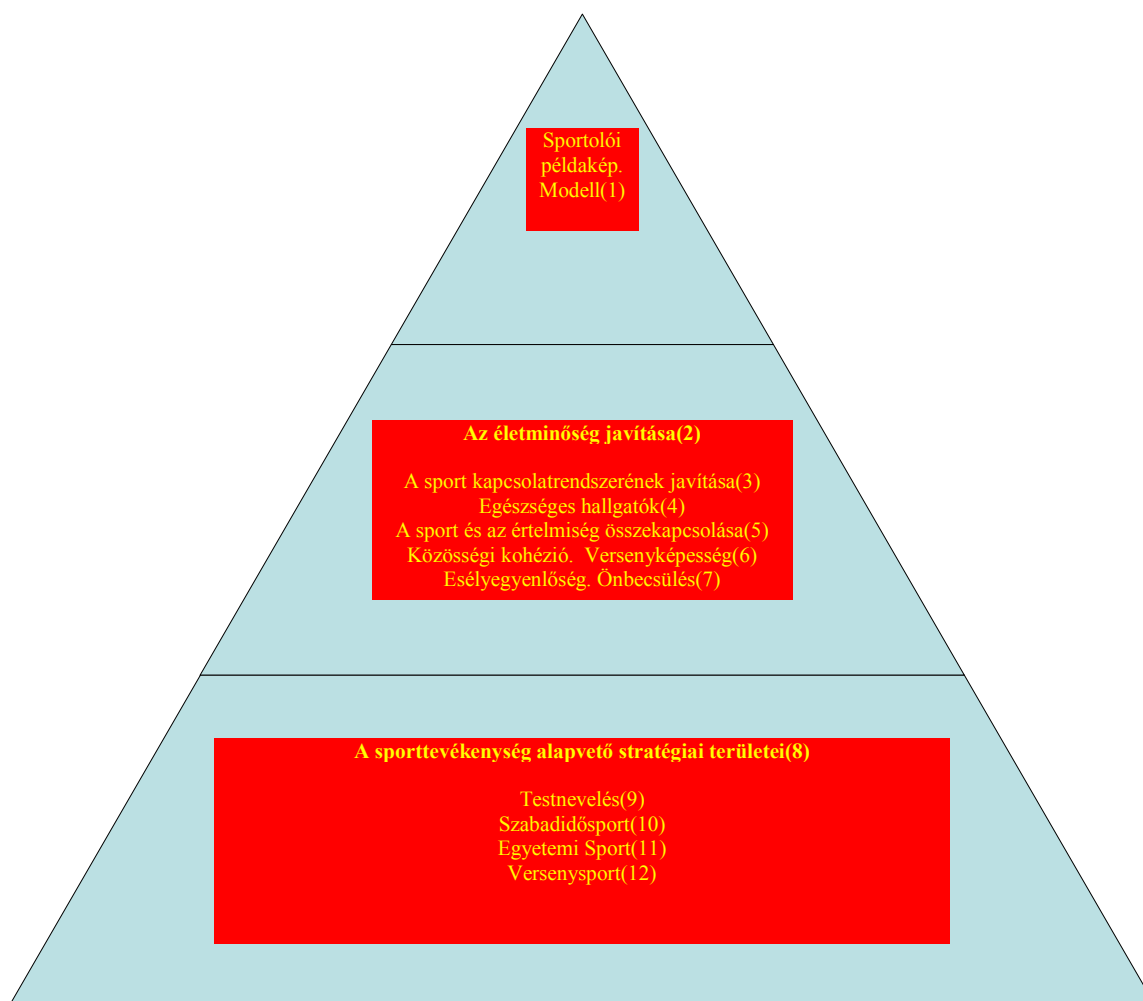 Sportolói
példakép.
Modell(1)
Az életminőség javítása(2)
A sport kapcsolatrendszerének javítása(3)
Egészséges hallgatók(4)
A sport és az értelmiség összekapcsolása(5)
Közösségi kohézió. Versenyképesség(6)
Esélyegyenlőség. Önbecsülés(7)
A sporttevékenység alapvető stratégiai területei(8)
Testnevelés(9)
Szabadidősport(10)
Egyetemi Sport(11)
Versenysport(12)